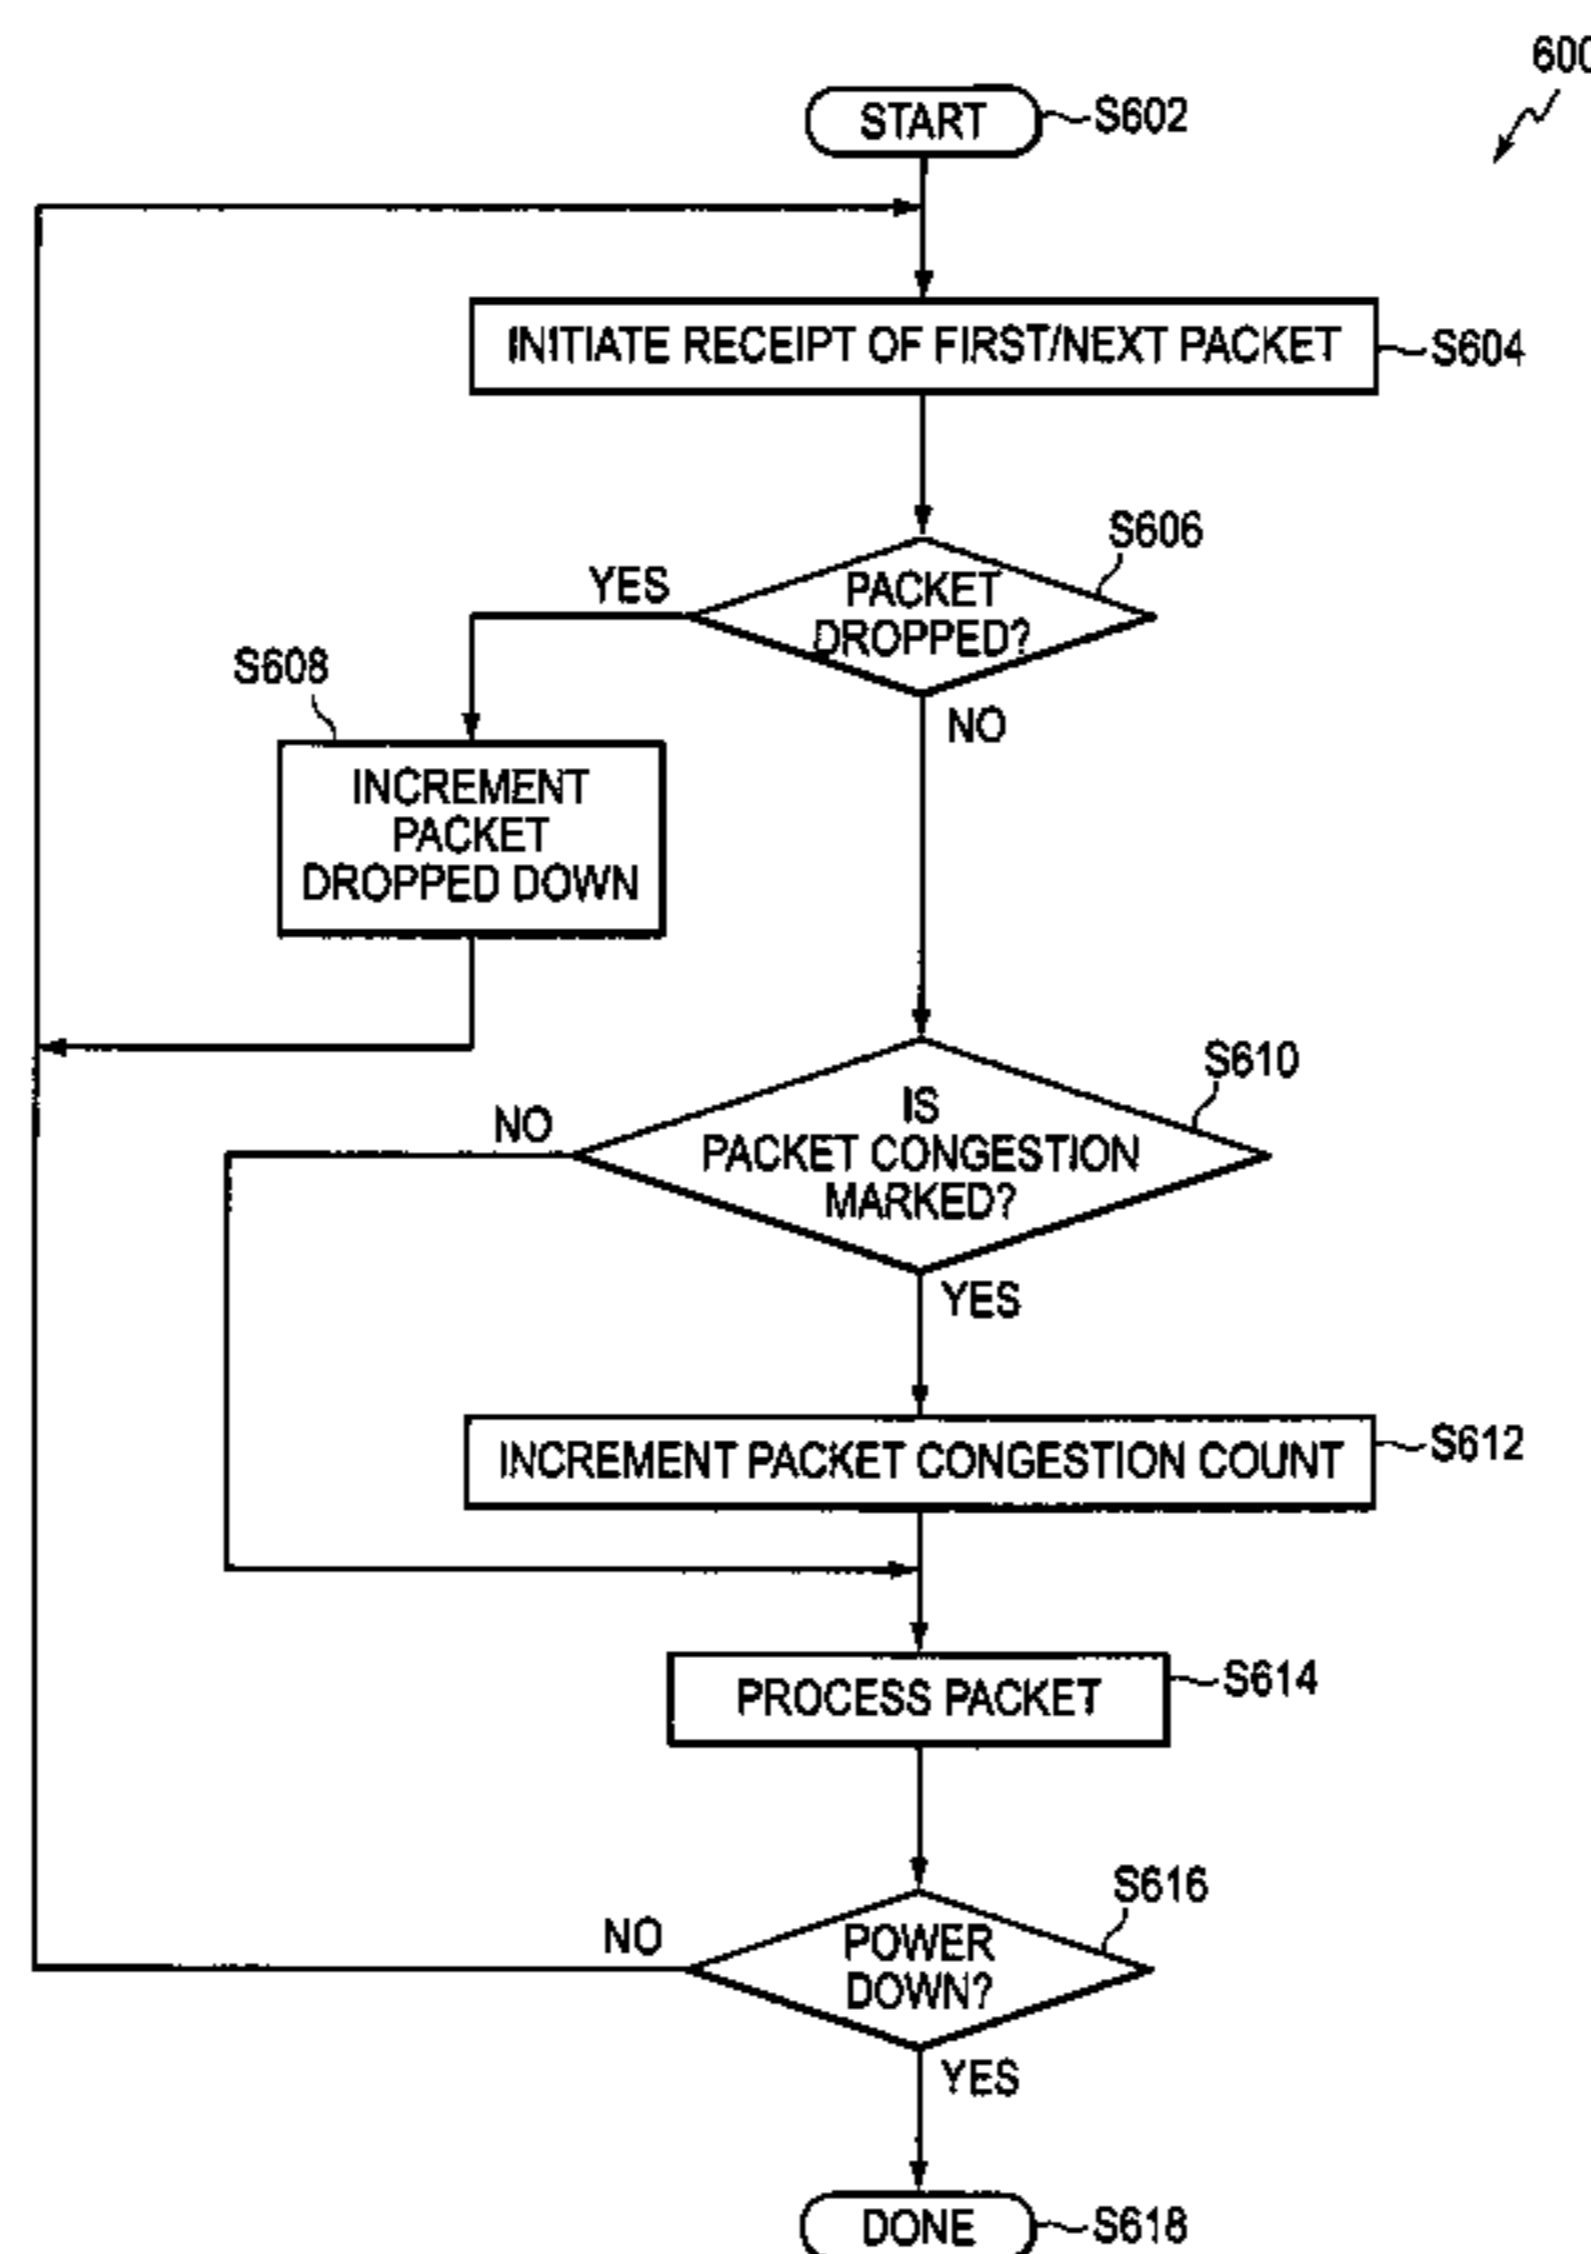 600
START
S602
INITIATE RECEIPT OF FIRST/NEXT PACKET
S604
S606
PACKET
DROPPED?
YES
NO
S608
INCREMENT
PACKET
DROPPED DOWN
S610
IS
PACKET CONGESTION
MARKED?
NO
YES
INCREMENT PACKET CONGESTION COUNT
S612
PROCESS PACKET
S614
S616
POWER
DOWN?
NO
YES
DONE
S618